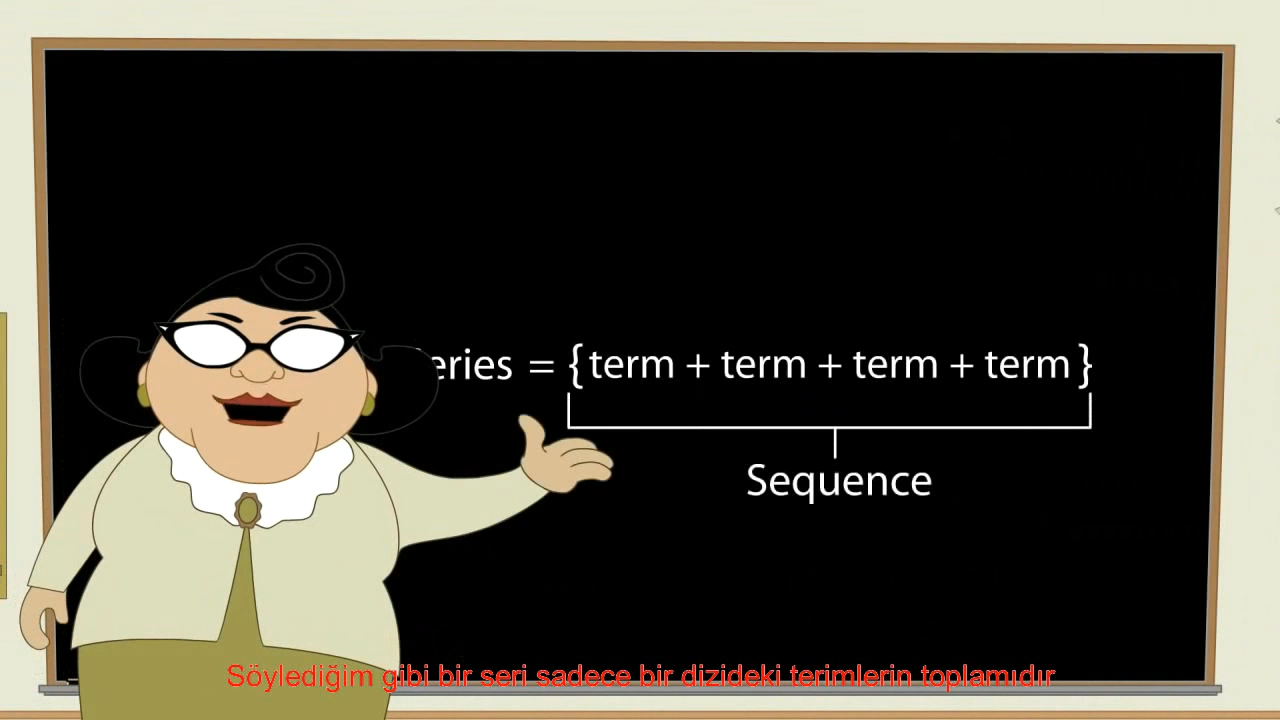 eries = {term + term + term + term}
Sequence
Söylediğim gibi bir seri sadece bir dizideki terimlerin toplamıdır